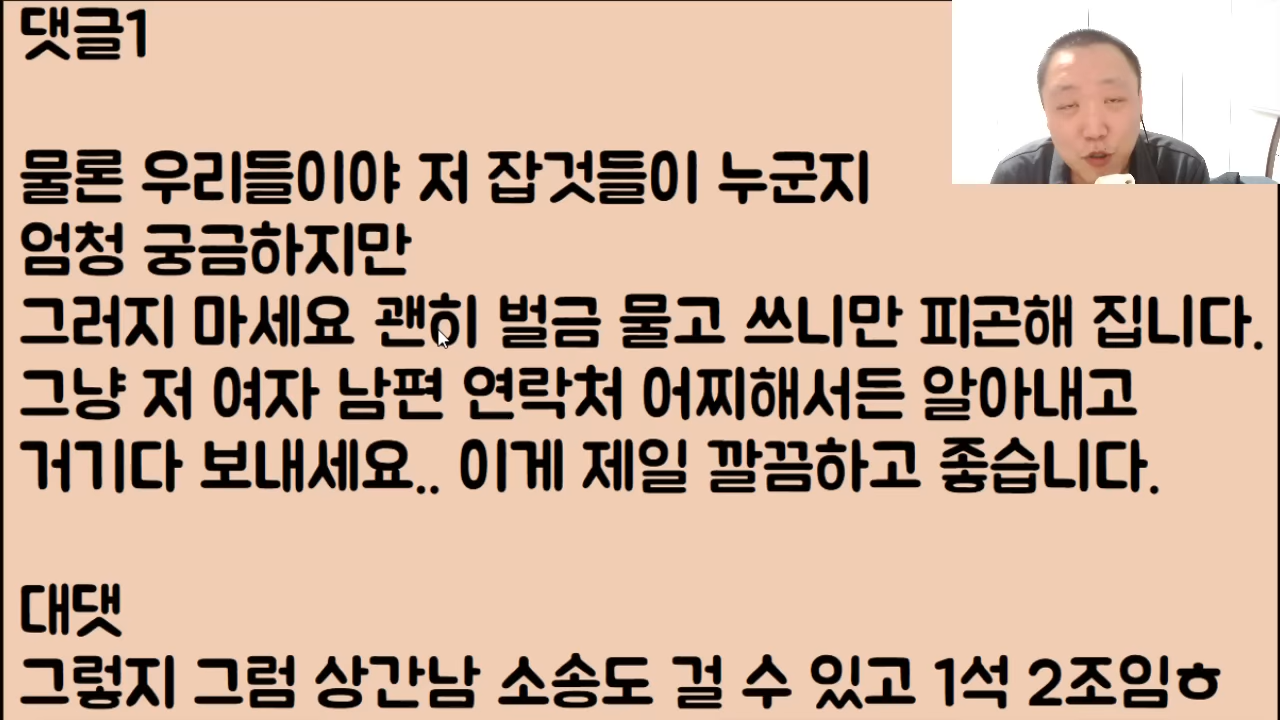 댓글1
물론 우리들이야 저 잡것들이 누군지
엄청 궁금하지만
그러지 마세요 괜히 벌금 물고 쓰니만 피곤해 집니다.
그냥 저 여자 남편 연락처 어찌해서든 알아내고
거기다 보내세요.. 이게 제일 깔끔하고 좋습니다.
대댓
그렇지 그럼 상간남 소송도 걸 수 있고 1석 2조임ㅎ